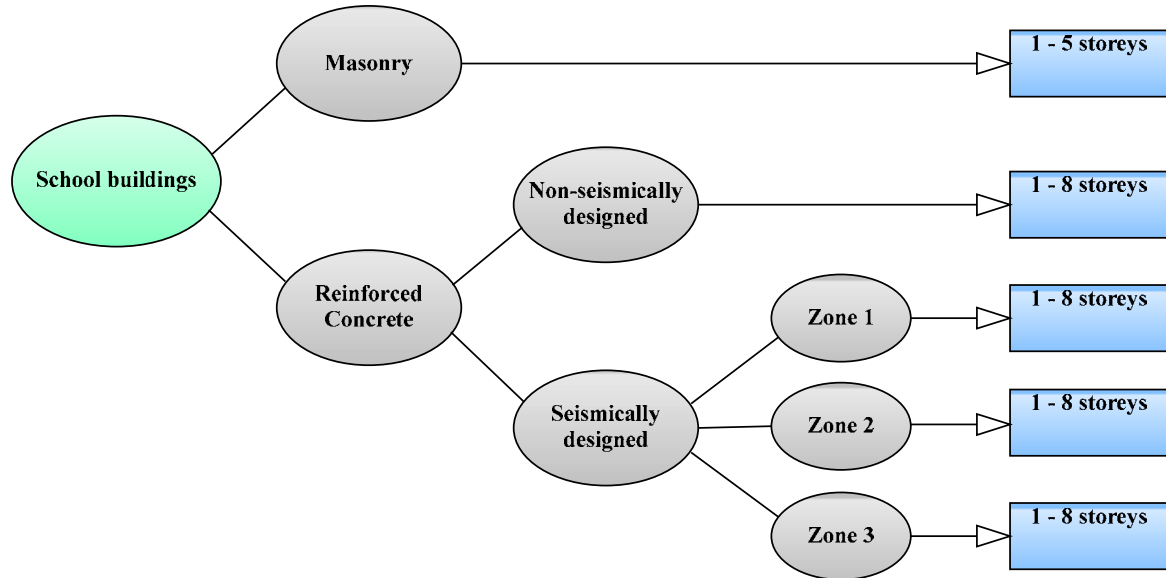 1 - 5 storeys
Masonry
School buildings
Non-seismically
designed
1 - 8 storeys
Reinforced
Concrete
Zone 1
1 - 8 storeys
Seismically
designed
Zone 2
1 - 8 storeys
Zone 3
1 - 8 storeys